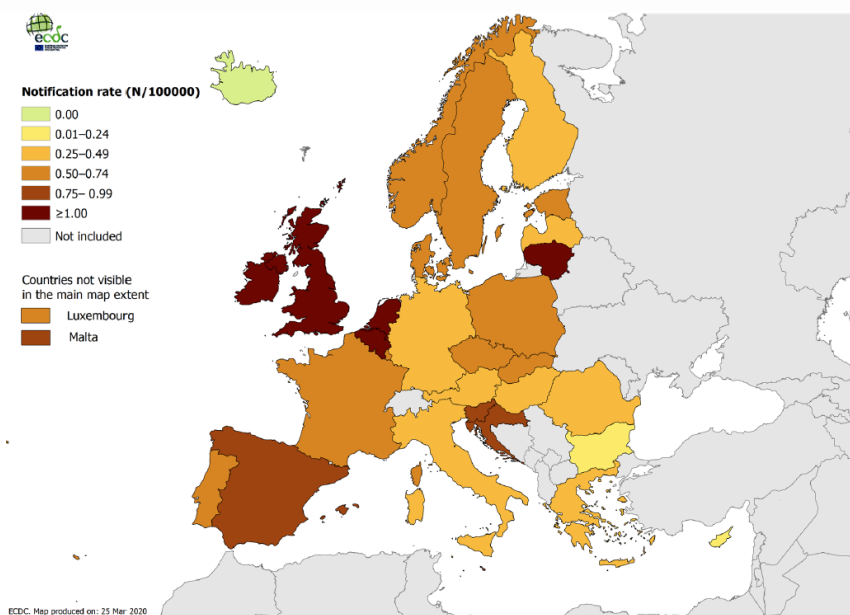 ecdc
Notification rate (N/100000)
0.00
0.01–0.24
0.25–0.49
0.50–0.74
0.75– 0.99
≥1.00
Not included
Countries not visible
in the main map extent
Luxembourg
Malta
ECDC. Map produced on: 25 Mar 2020